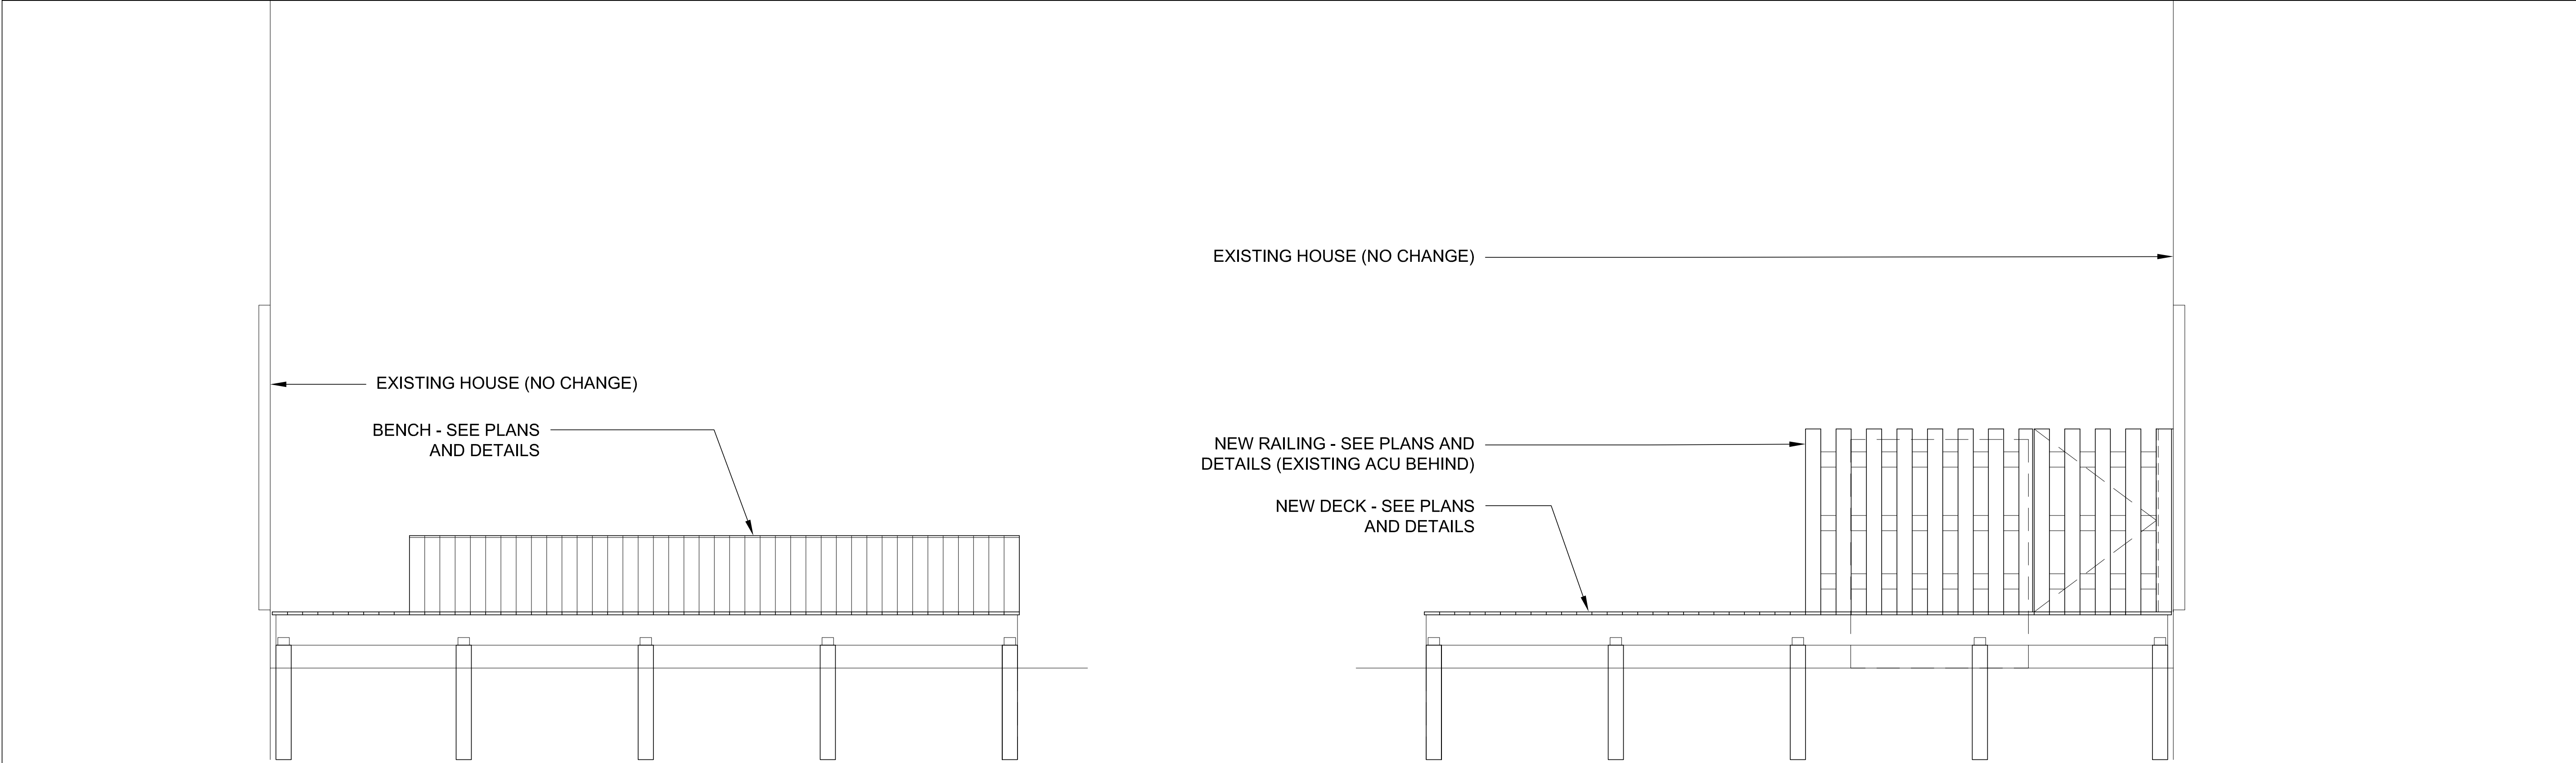 EXISTING HOUSE (NO CHANGE)
BENCH - SEE PLANS
AND DETAILS
EXISTING HOUSE (NO CHANGE)
NEW RAILING - SEE PLANS AND
DETAILS (EXISTING ACU BEHIND)
NEW DECK - SEE PLANS
AND DETAILS